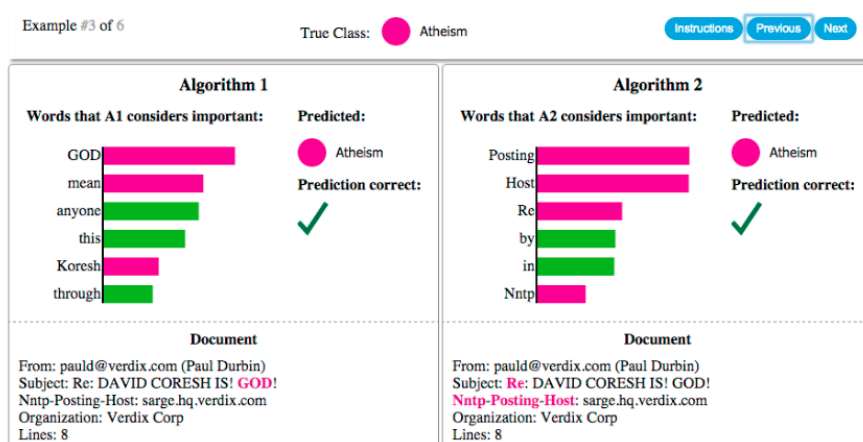 Example #3 of 6
True Class: Atheism
Instructions Previous Next
Algorithm 1
Words that A1 considers important: Predicted:
GOD
mean
anyone
this
Koresh
through
Atheism
Prediction correct:
Document
From: pauld@verdix.com (Paul Durbin)
Subject: Re: DAVID CORESH IS! GOD!
Nntp-Posting-Host: sarge.hq.verdix.com
Organization: Verdix Corp
Lines: 8
Algorithm 2
Words that A2 considers important: Predicted:
Posting
Host
Re
by
in
Nntp
Atheism
Prediction correct:
Document
From: pauld@verdix.com (Paul Durbin)
Subject: Re: DAVID CORESH IS! GOD!
Nntp-Posting-Host: sarge.hq.verdix.com
Organization: Verdix Corp
Lines: 8